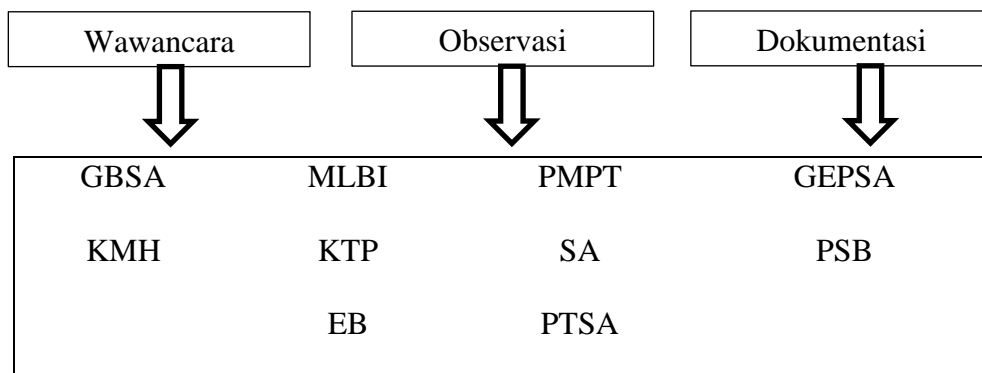 Wawancara Observasi Dokumentasi
GBSA MLBI PMPT GEPSA
KMH KTP SA PSB
EB PTSA